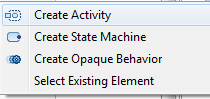 Create Activity
Create State Machine
Create Opaque Behavior
Select Existing Element